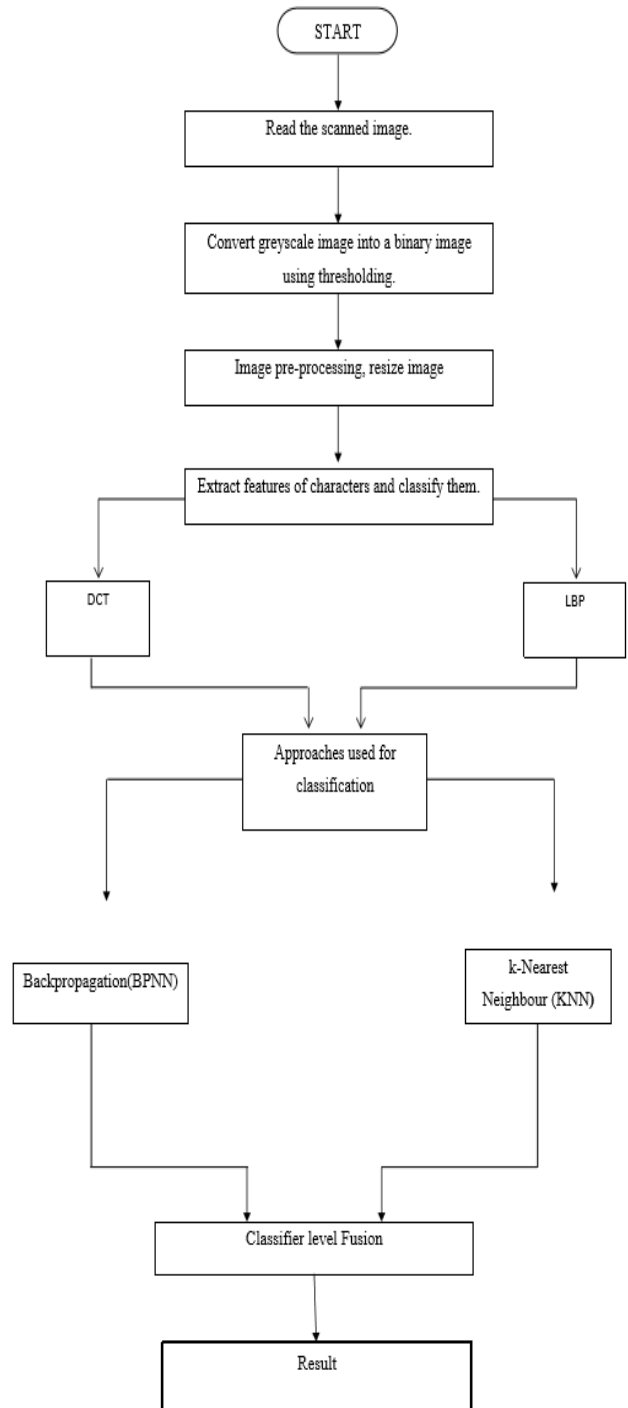 START
Read the scanned image.
Convert greyscale image into a binary image
using thresholding.
Image pre-processing, resize image
Extract features of characters and classify them.
DCT
LBP
Approaches used for
classification
Backpropagation(BPNN)
k-Nearest
Neighbour (KNN)
Classifier level Fusion
Result